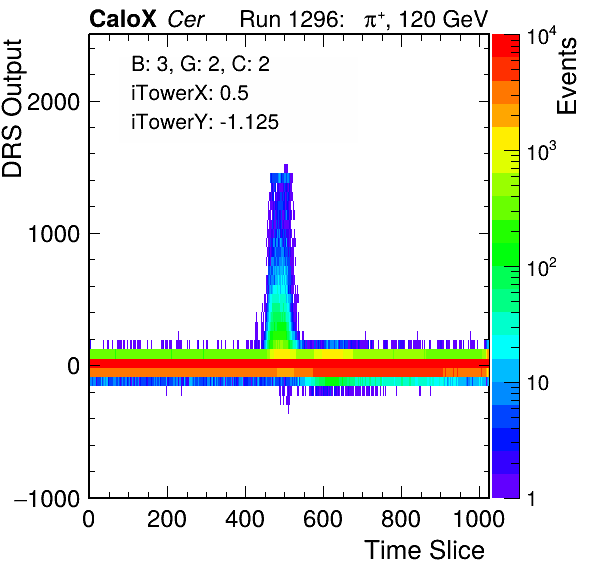 CaloX Cer Run 1296: π⁺, 120 GeV
B: 3, G: 2, C: 2
iTowerX: 0.5
iTowerY: -1.125
DRS Output
2000
1000
0
−1000
0 200 400 600 800 1000
Time Slice
Events
10⁴
10³
10²
10
1